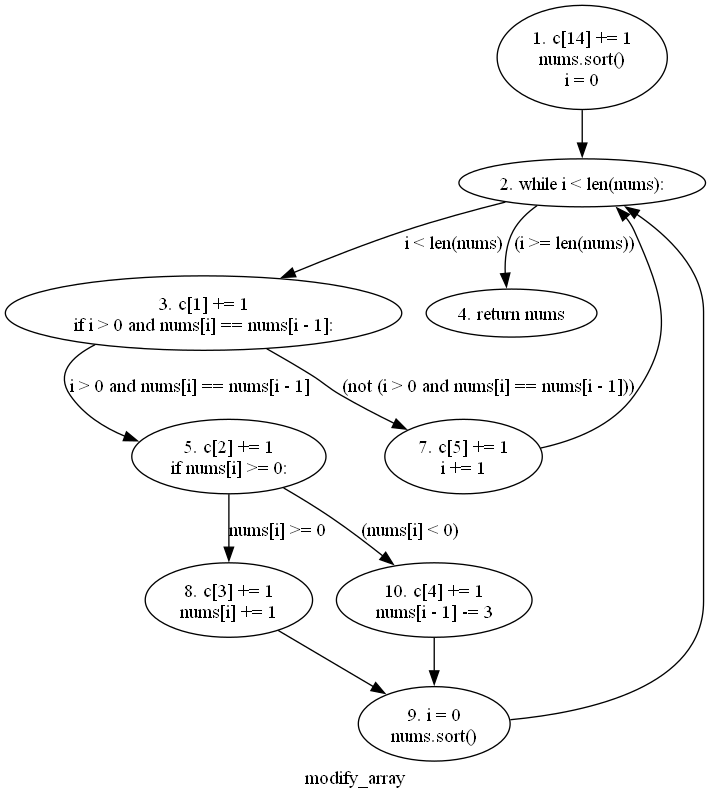 1. c[14] += 1
nums.sort()
i = 0
2. while i < len(nums):
i < len(nums)
(i >= len(nums))
3. c[1] += 1
if i > 0 and nums[i] == nums[i - 1]:
4. return nums
i > 0 and nums[i] == nums[i - 1]
(not (i > 0 and nums[i] == nums[i - 1]))
5. c[2] += 1
if nums[i] >= 0:
7. c[5] += 1
i += 1
nums[i] >= 0
(nums[i] < 0)
8. c[3] += 1
nums[i] += 1
10. c[4] += 1
nums[i - 1] -= 3
9. i = 0
nums.sort()
modify_array